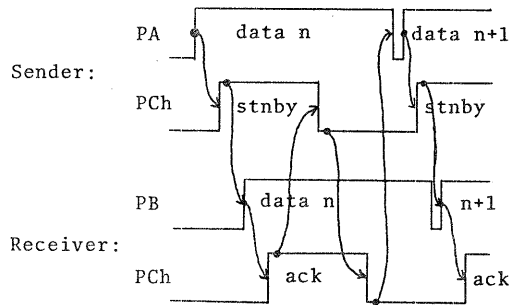 PA data n data n+1
Sender:
PCh stnby stnby
PB data n n+1
Receiver:
PCh ack ack